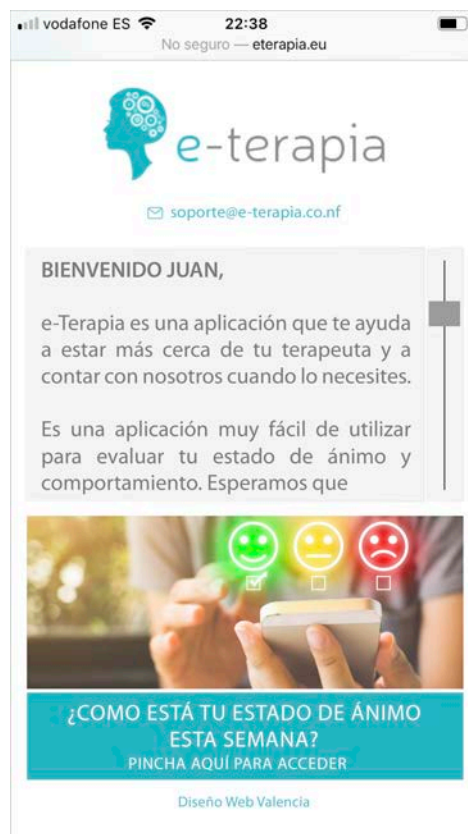 vodafone ES
22:38
No seguro — eterapia.eu
e-terapia
soporte@e-terapia.co.nf
BIENVENIDO JUAN,
e-Terapia es una aplicación que te ayuda
a estar más cerca de tu terapeuta y a
contar con nosotros cuando lo necesites.
Es una aplicación muy fácil de utilizar
para evaluar tu estado de ánimo y
comportamiento. Esperamos que
¿COMO ESTÁ TU ESTADO DE ÁNIMO
ESTA SEMANA?
PINCHA AQUÍ PARA ACCEDER
Diseño Web Valencia